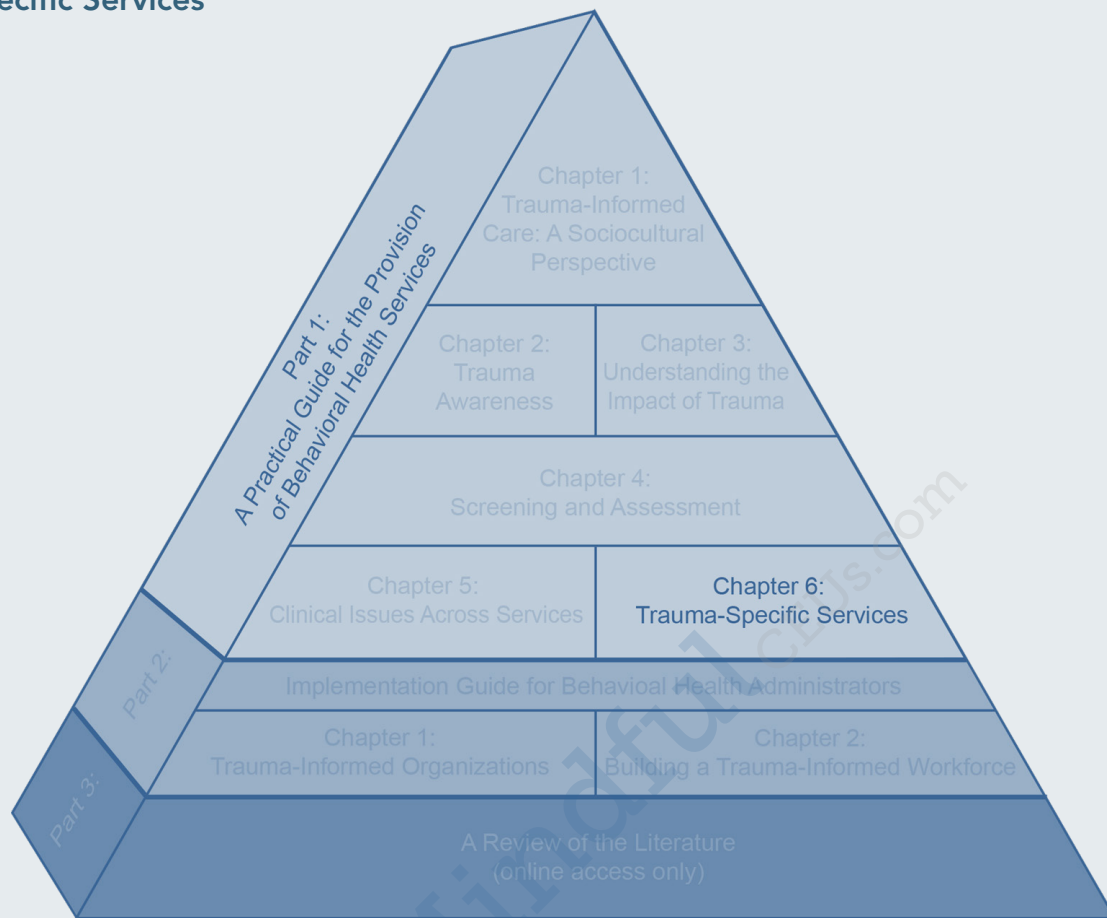 Services
Part 1:
A Practical Guide for the Provision
of Behavioral Health Services
Chapter 1:
Trauma-Informed
Care: A Sociocultural
Perspective
Chapter 2:
Trauma
Awareness
Chapter 3:
Understanding the
Impact of Trauma
Chapter 4:
Screening and Assessment
Chapter 5:
Clinical Issues Across Services
Chapter 6:
Trauma-Specific Services
Part 2:
Implementation Guide for Behavioal Health Administrators
Chapter 1:
Trauma-Informed Organizations
Chapter 2:
Building a Trauma-Informed Workforce
Part 3:
A Review of the Literature
(online access only)
CEUs.com